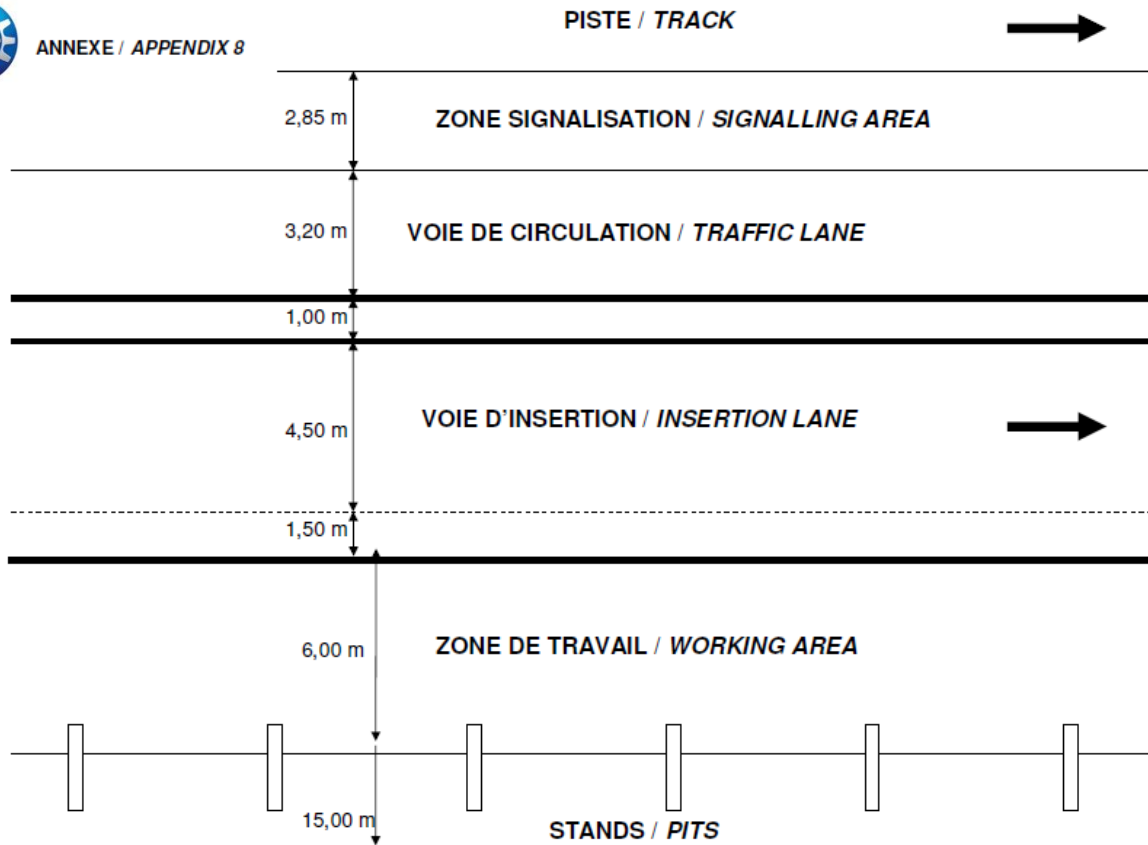 PISTE / TRACK
ANNEXE / APPENDIX 8
2,85 m
ZONE SIGNALISATION / SIGNALLING AREA
3,20 m
VOIE DE CIRCULATION / TRAFFIC LANE
1,00 m
VOIE D'INSERTION / INSERTION LANE
4,50 m
1,50 m
6,00 m
ZONE DE TRAVAIL / WORKING AREA
15,00 m
STANDS / PITS